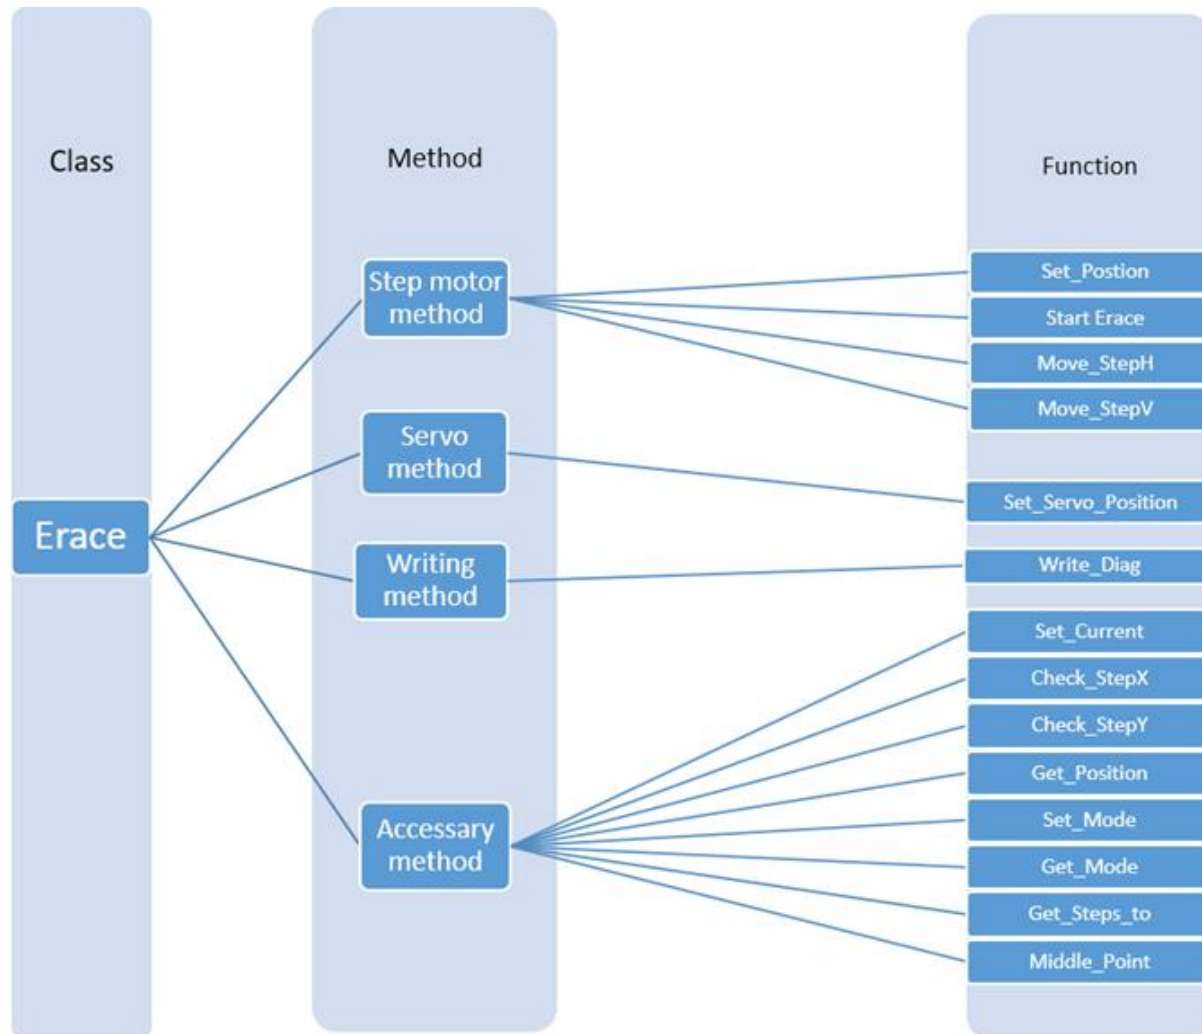 Class
Method
Function
Step motor
method
Set_Postion
Start Erace
Move_StepH
Move_StepV
Servo
method
Set_Servo_Position
Erace
Writing
method
Write_Diag
Accessary
method
Set_Current
Check_StepX
Check_StepY
Get_Position
Set_Mode
Get_Mode
Get_Steps_to
Middle_Point